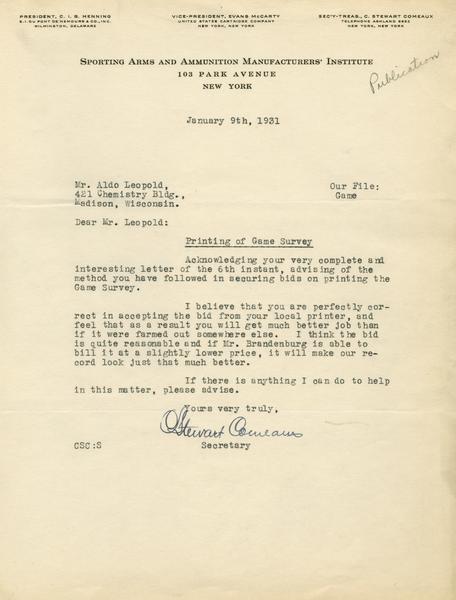 PRESIDENT, C. I. B. HENNING
E. I. DU PONT DE NEMOURS & CO., INC.
WILMINGTON, DELAWARE
VICE-PRESIDENT, EVANS McCARTY
UNITED STATES CARTRIDGE COMPANY
NEW YORK, NEW YORK
SEC'Y-TREAS., C. STEWART COMEAUX
TELEPHONE ASHLAND
NEW YORK, NEW YORK
SPORTING ARMS AND AMMUNITION MANUFACTURERS' INSTITUTE
103 PARK AVENUE
NEW YORK
Publication
January 9th, 1931
Mr. Aldo Leopold,
421 Chemistry Bldg.,
Madison, Wisconsin.
Our File:
Game
Dear Mr. Leopold:
Printing of Game Survey
Acknowledging your very complete and
interesting letter of the 6th instant, advising of the
method you have followed in securing bids on printing the
Game Survey.
I believe that you are perfectly cor-
rect in accepting the bid from your local printer, and
feel that as a result you will get much better job than
if it were farmed out somewhere else. I think the bid
is quite reasonable and if Mr. Brandenburg is able to
bill it at a slightly lower price, it will make our re-
cord look just that much better.
If there is anything I can do to help
in this matter, please advise.
Yours very truly,
CStewart Comeaux
CSC:S
Secretary